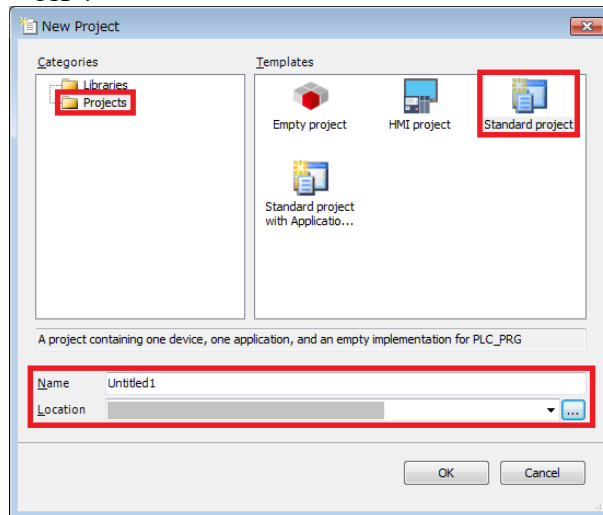 New Project
Categories
Templates
Libraries
Projects
Empty project
HMI project
Standard project
Standard project
with Applicatio...
A project containing one device, one application, and an empty implementation for PLC_PRG
Name
Untitled1
Location
...
OK
Cancel